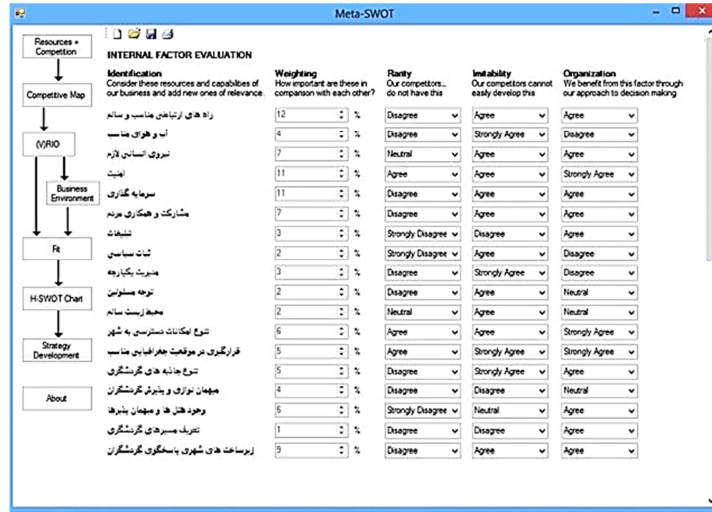 Meta-SWOT
Resources + Competition
Competitive Map
(V)RIO
Business Environment
Fit
H-SWOT Chart
Strategy Development
About
INTERNAL FACTOR EVALUATION
Identification Weighting Rarity Imitability Organization
Consider these resources and capabilities of How important are these in Our competitors... Our competitors cannot We benefit from this factor through
our business and add new ones of relevance. comparison with each other? do not have this easily develop this our approach to decision making
راه های ارتباطی مناسب و سالم 12 % Disagree Agree Agree
آب و هوای مناسب 4 % Disagree Strongly Agree Disagree
نیروی انسانی لازم 7 % Neutral Agree Agree
امنیت 11 % Agree Agree Strongly Agree
سرمایه گذاری 11 % Disagree Agree Agree
مشارکت و همکاری مردم 7 % Disagree Agree Agree
تبلیغات 3 % Strongly Disagree Disagree Agree
ثبات سیاسی 2 % Strongly Disagree Agree Disagree
مدیریت یکپارچه 3 % Disagree Strongly Agree Disagree
توجه مسئولین 2 % Disagree Agree Neutral
محیط زیست سالم 2 % Neutral Agree Neutral
تنوع امکانات دسترسی به شهر 6 % Agree Agree Strongly Agree
قرارگیری در موقعیت جغرافیایی مناسب 5 % Agree Strongly Agree Strongly Agree
تنوع جاذبه های گردشگری 5 % Disagree Strongly Agree Agree
میهمان نوازی و پذیرش گردشگران 4 % Disagree Disagree Neutral
وجود هتل ها و میهمان پذیرها 6 % Strongly Disagree Neutral Agree
تعریف مسیرهای گردشگری 1 % Disagree Disagree Agree
زیرساخت های شهری پاسخگوی گردشگران 9 % Disagree Agree Agree